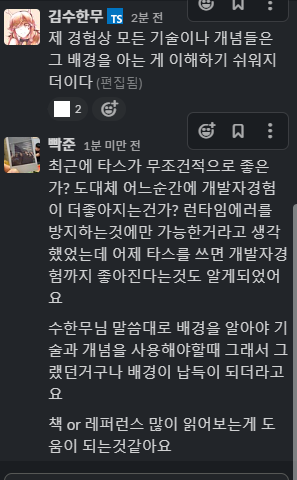 김수한무 TS 2분 전
제 경험상 모든 기술이나 개념들은
그 배경을 아는 게 이해하기 쉬워지
더이다 (편집됨)
2
빡준 1분 미만 전
최근에 타스가 무조건적으로 좋은
가? 도대체 어느순간에 개발자경험
이 더좋아지는건가? 런타임에러를
방지하는것에만 가능한거라고 생각
했었는데 어제 타스를 쓰면 개발자경
험까지 좋아진다는것도 알게되었어
요
수한무님 말씀대로 배경을 알아야 기
술과 개념을 사용해야할때 그래서 그
랬던거구나 배경이 납득이 되더라고
요
책 or 레퍼런스 많이 읽어보는게 도
움이 되는것같아요